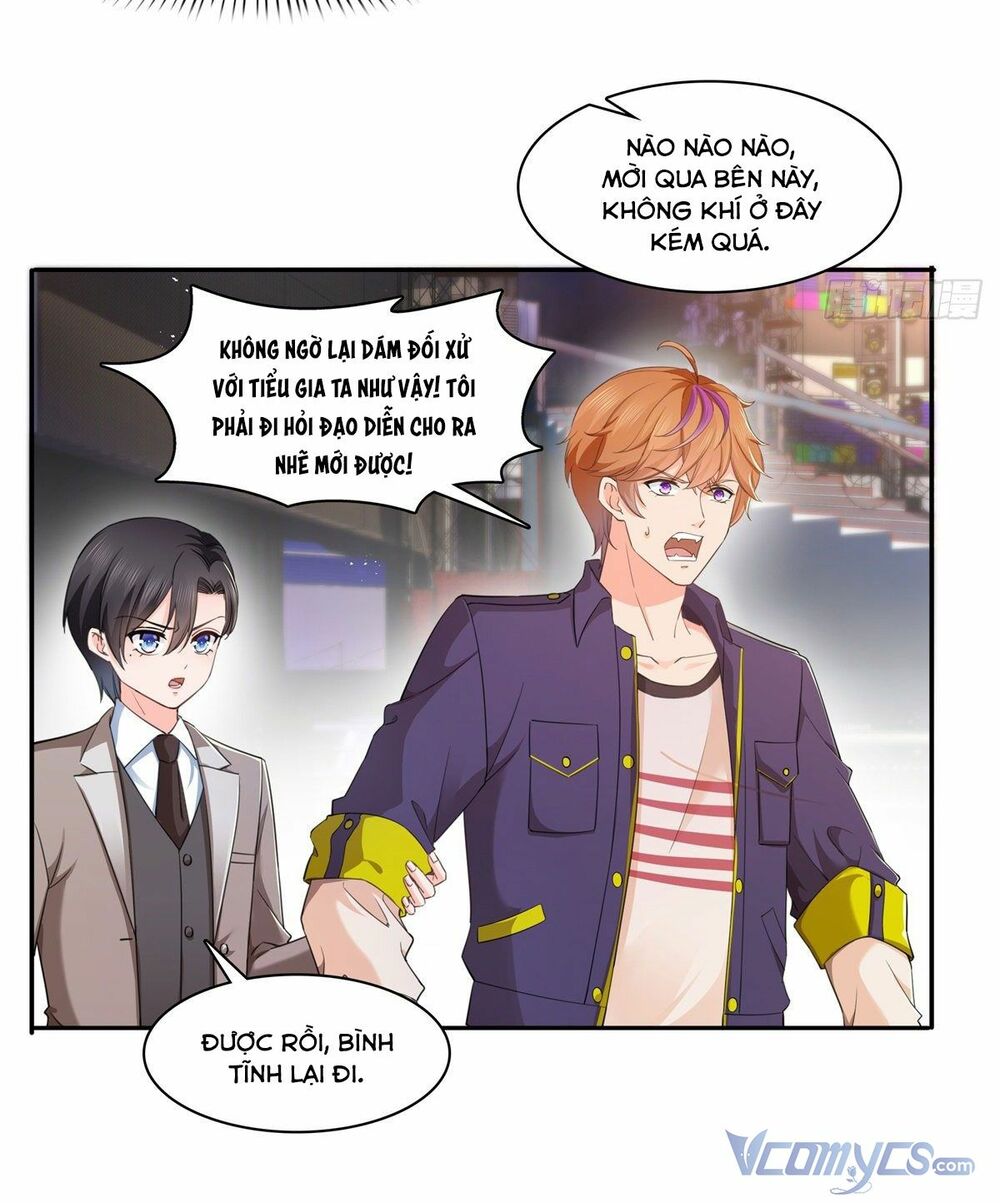 NÀO NÀO NÀO,
MỜI QUA BÊN NÀY,
KHÔNG KHÍ Ở ĐÂY
KÉM QUÁ.
KHÔNG NGỜ LẠI DÁM ĐỐI XỬ
VỚI TIỂU GIA TA NHƯ VẬY! TÔI
PHẢI ĐI HỎI ĐẠO DIỄN CHO RA
NHẼ MỚI ĐƯỢC!
ĐƯỢC RỒI, BÌNH
TĨNH LẠI ĐI.
VCOMYCS.com